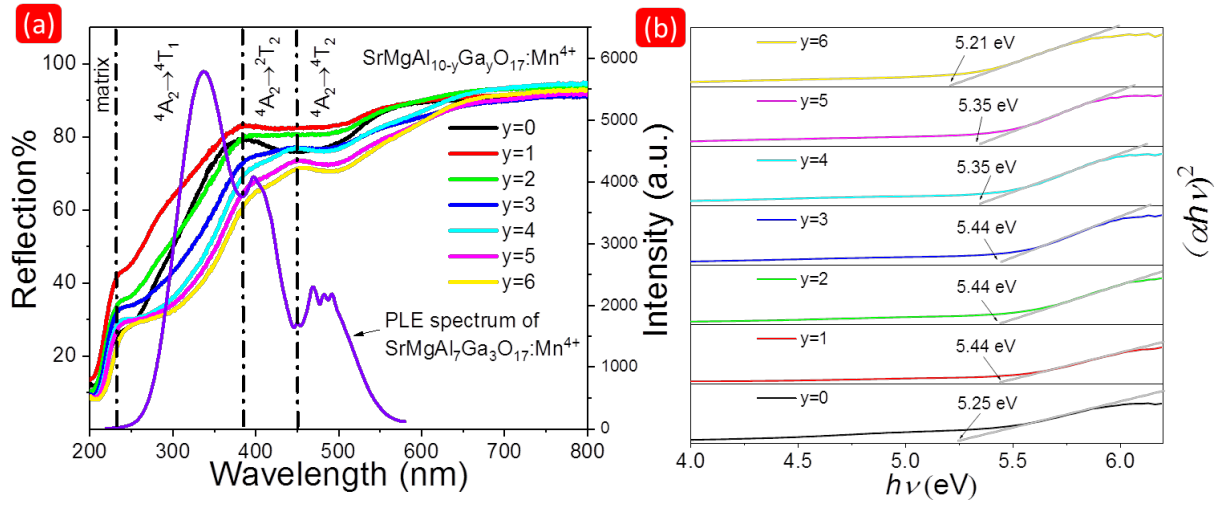 (a)
Reflection%
100
80
60
40
20
matrix
⁴A₂→⁴T₁
⁴A₂→²T₂
⁴A₂→⁴T₂
SrMgAl₁₀₋yGayO₁₇:Mn⁴⁺
y=0
y=1
y=2
y=3
y=4
y=5
y=6
PLE spectrum of
SrMgAl₇Ga₃O₁₇:Mn⁴⁺
6000
5000
4000
3000
2000
1000
0
Intensity (a.u.)
200 300 400 500 600 700 800
Wavelength (nm)
(b)
y=6
5.21 eV
y=5
5.35 eV
y=4
5.35 eV
y=3
5.44 eV
y=2
5.44 eV
y=1
5.44 eV
y=0
5.25 eV
4.0 4.5 5.0 5.5 6.0
hν (eV)
(αhν)²